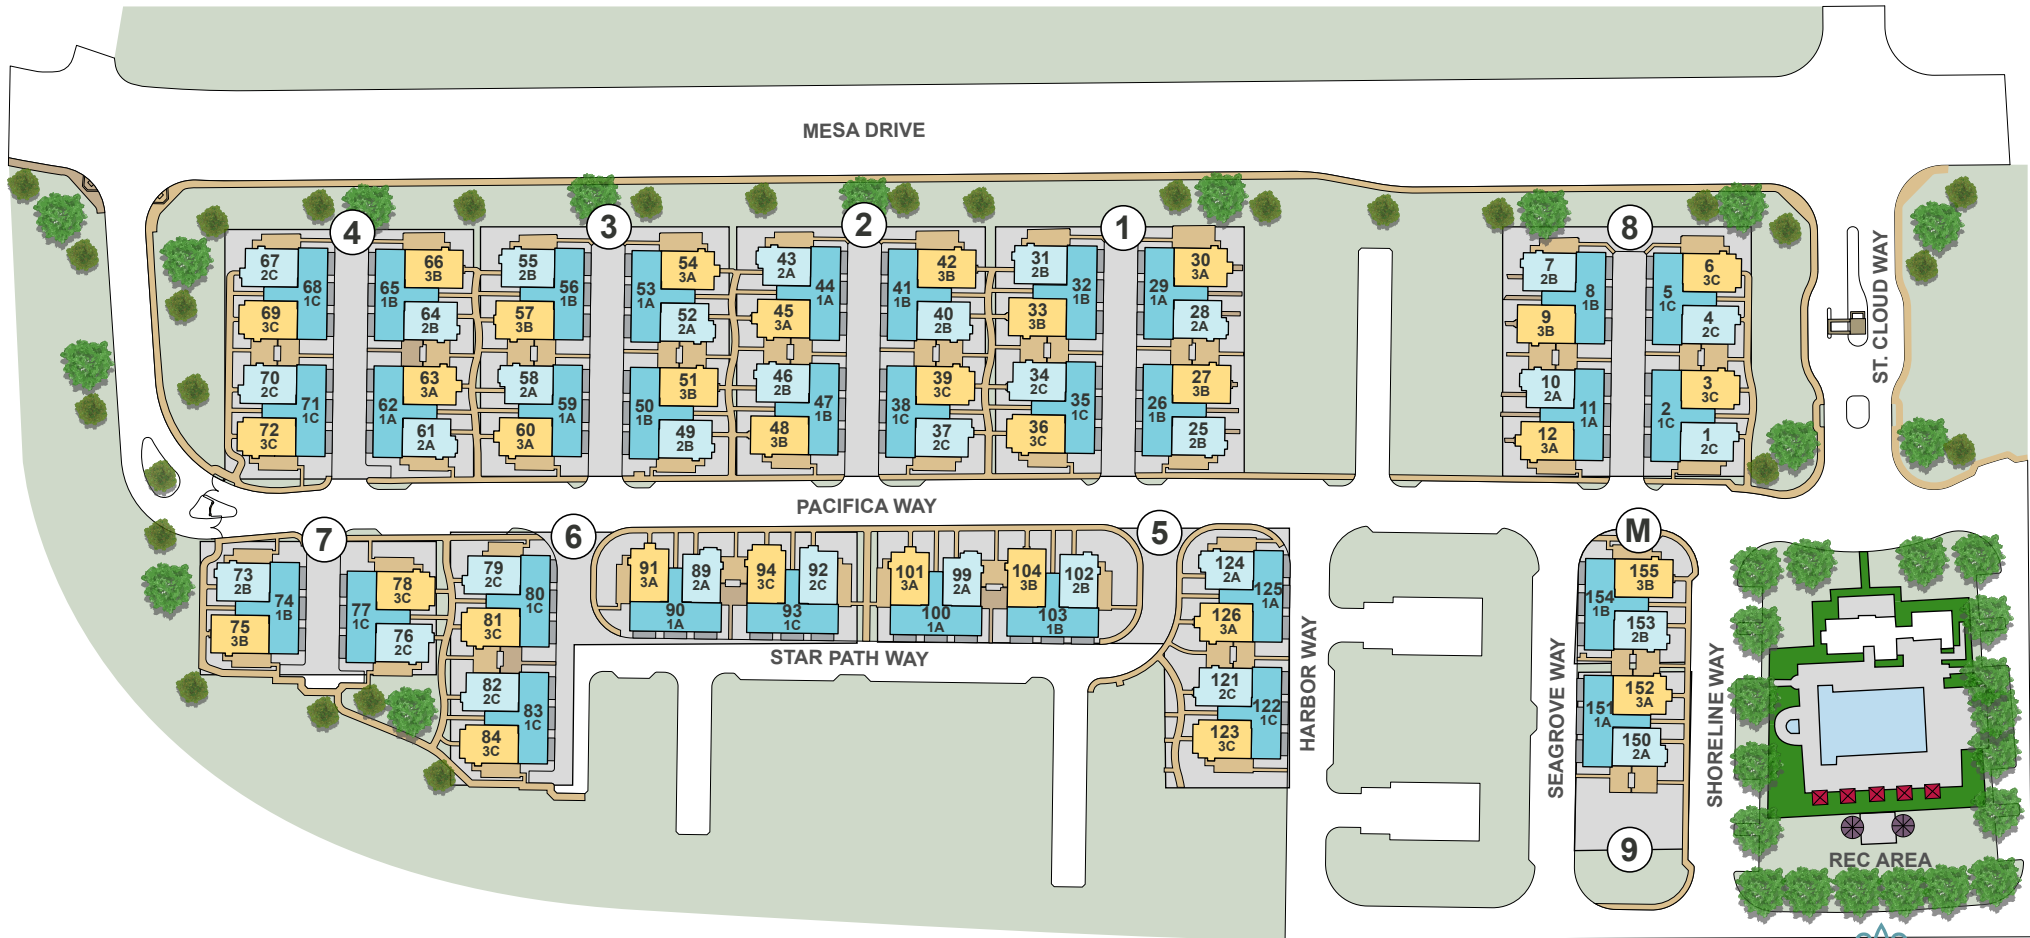 MESA DRIVE
ST. CLOUD WAY
4
3
2
1
8
67
2C
68
1C
69
3C
70
2C
71
1C
72
3C
66
3B
65
1B
64
2B
63
3A
62
1A
61
2A
55
2B
56
1B
57
3B
58
2A
59
1A
60
3A
54
3A
53
1A
52
2A
51
3B
50
1B
49
2B
43
2A
44
1A
45
3A
46
2B
47
1B
48
3B
42
3B
41
1B
40
2B
39
3C
38
1C
37
2C
31
2B
32
1B
33
3B
34
2C
35
1C
36
3C
30
3A
29
1A
28
2A
27
3B
26
1B
25
2B
7
2B
8
1B
9
3B
10
2A
11
1A
12
3A
6
3C
5
1C
4
2C
3
3C
2
1C
1
2C
PACIFICA WAY
7
6
5
M
73
2B
74
1B
75
3B
78
3C
77
1C
76
2C
79
2C
80
1C
81
3C
82
2C
83
1C
84
3C
91
3A
89
2A
90
1A
94
3C
92
2C
93
1C
101
3A
99
2A
100
1A
104
3B
102
2B
103
1B
124
2A
125
1A
126
3A
121
2C
122
1C
123
3C
155
3B
154
1B
153
2B
152
3A
151
1A
150
2A
STAR PATH WAY
HARBOR WAY
SEAGROVE WAY
SHORELINE WAY
9
REC AREA